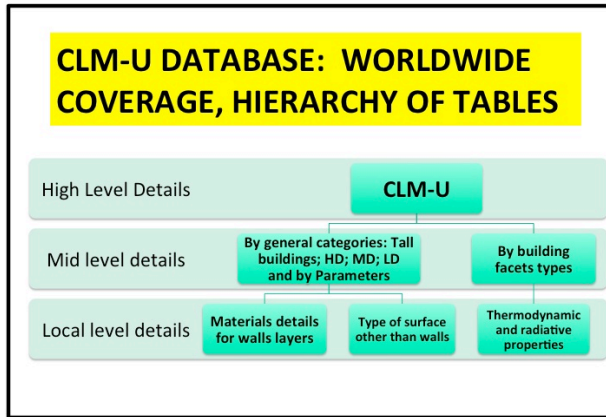 CLM-U DATABASE:  WORLDWIDE
COVERAGE, HIERARCHY OF TABLES
High Level Details
CLM-U
Mid level details
By general categories: Tall
buildings; HD; MD; LD
and by Parameters
By building
facets types
Local level details
Materials details
for walls layers
Type of surface
other than walls
Thermodynamic
and radiative
properties